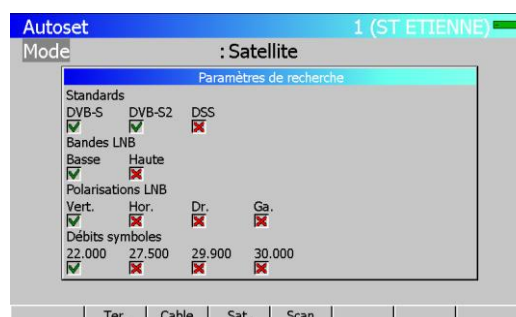 Autoset 1 (ST ETIENNE)
Mode : Satellite
Paramètres de recherche
Standards
DVB-S DVB-S2 DSS
Bandes LNB
Basse Haute
Polarisations LNB
Vert. Hor. Dr. Ga.
Débits symboles
22.000 27.500 29.900 30.000
Ter. Cable Sat Scan